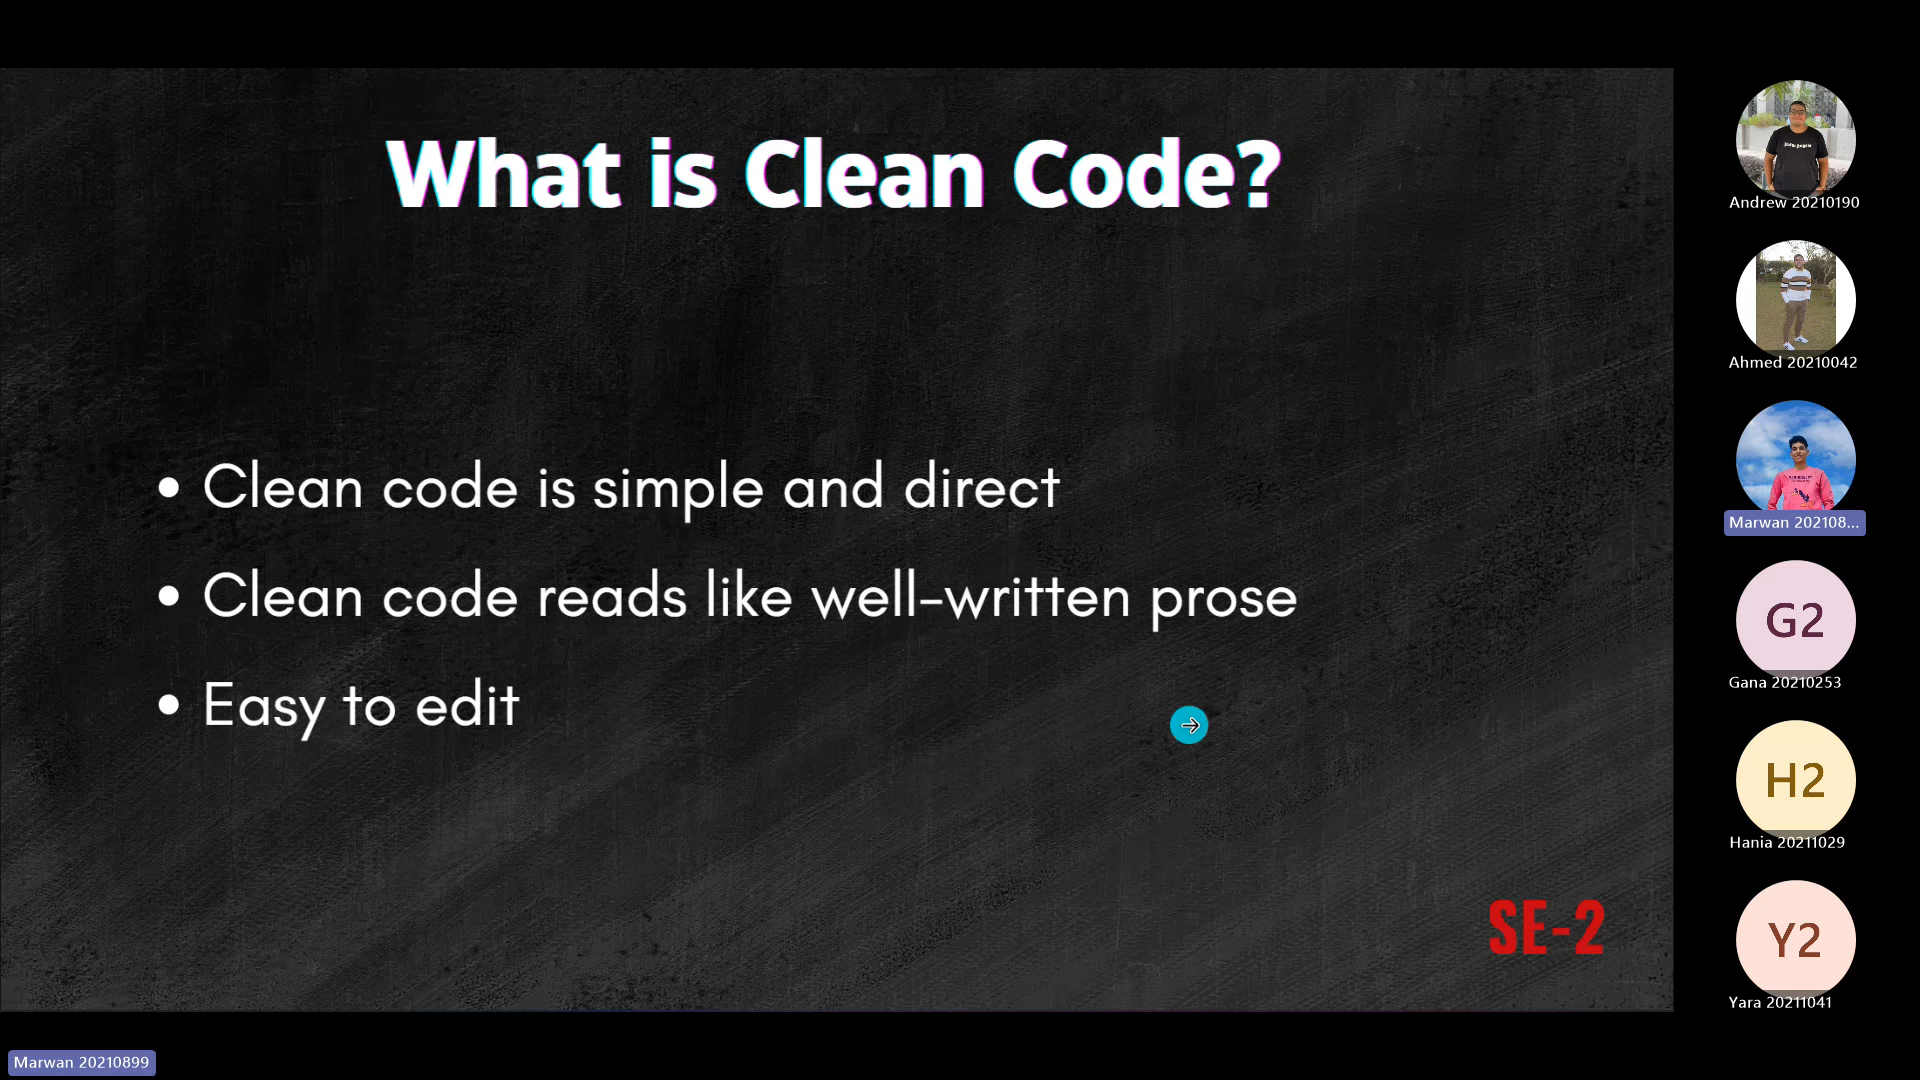 What is Clean Code?
• Clean code is simple and direct
• Clean code reads like well-written prose
• Easy to edit
SE-2
Andrew 20210190
Ahmed 20210042
Marwan 202108...
G2
Gana 20210253
H2
Hania 20211029
Y2
Yara 20211041
Marwan 20210899